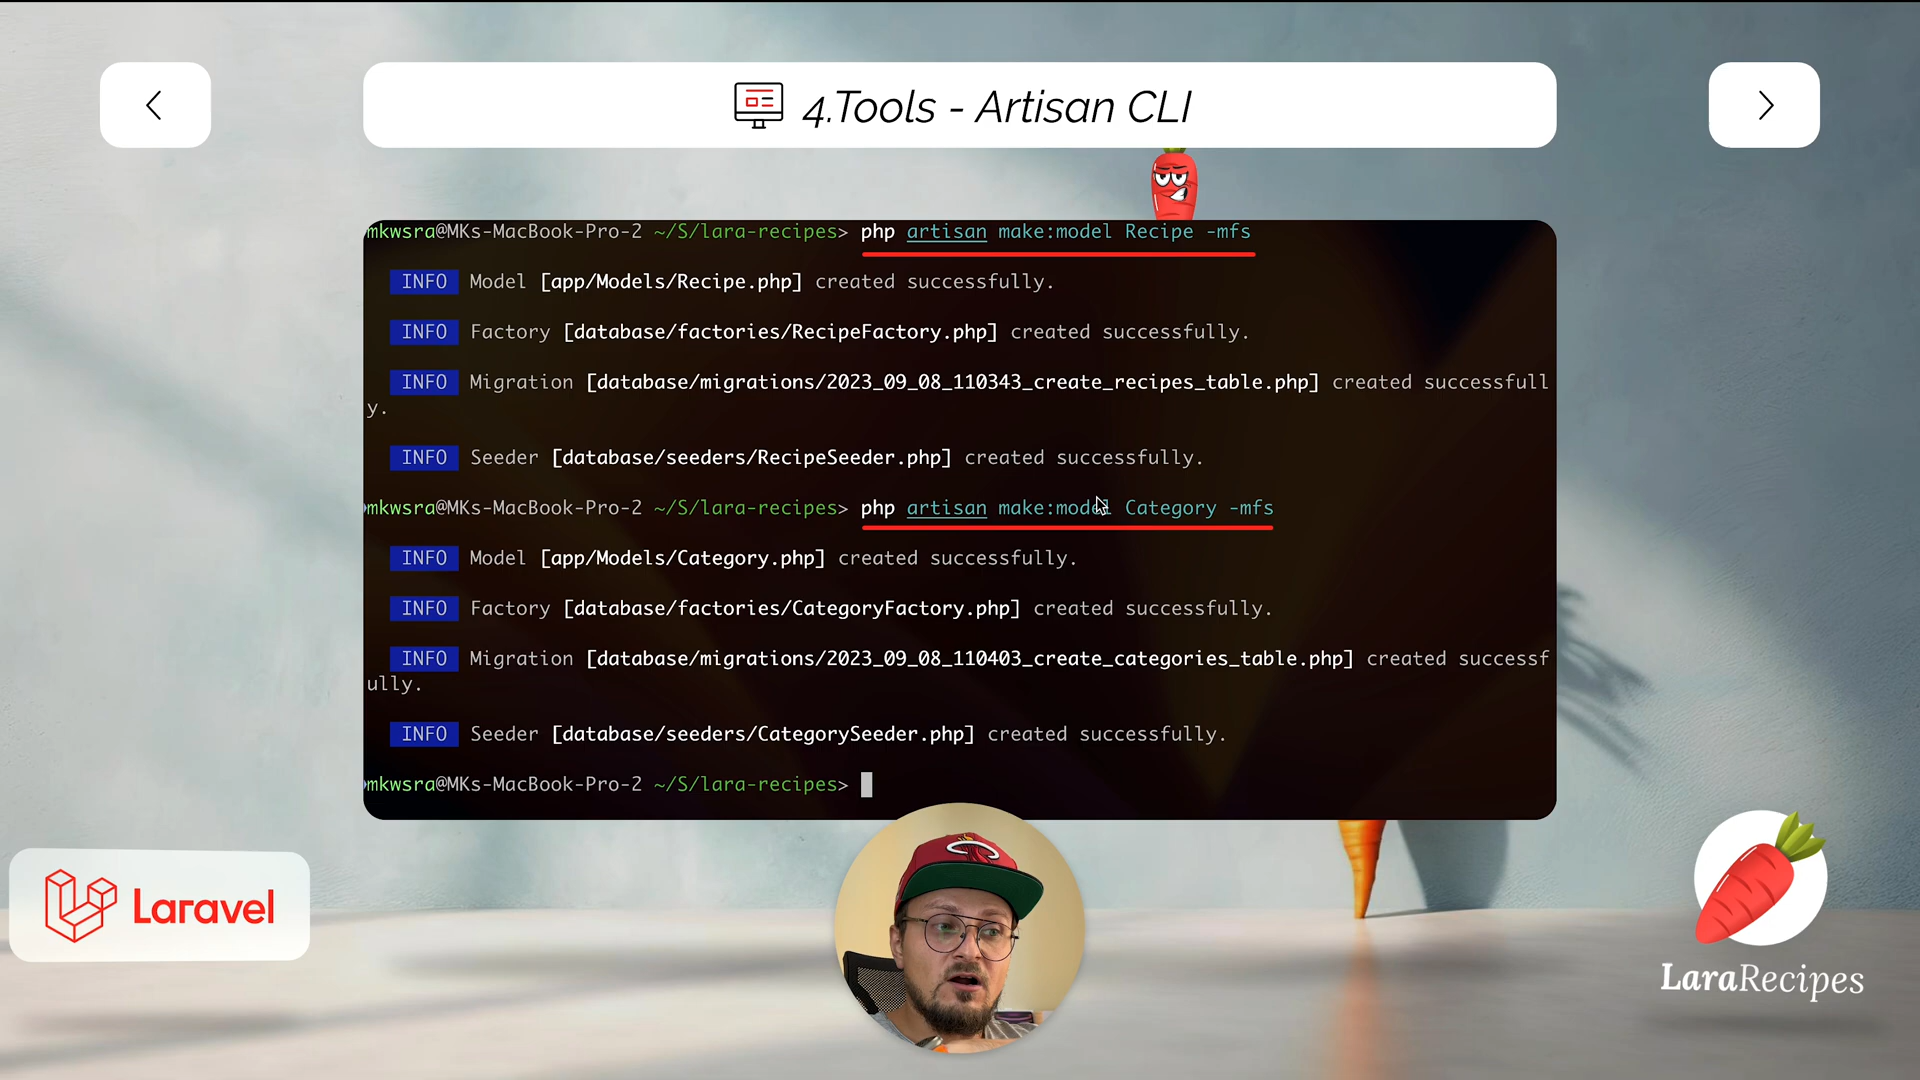 4.Tools - Artisan CLI
mkwsra@MKs-MacBook-Pro-2 ~/S/lara-recipes> php artisan make:model Recipe -mfs
INFO Model [app/Models/Recipe.php] created successfully.
INFO Factory [database/factories/RecipeFactory.php] created successfully.
INFO Migration [database/migrations/2023_09_08_110343_create_recipes_table.php] created successfull
y.
INFO Seeder [database/seeders/RecipeSeeder.php] created successfully.
mkwsra@MKs-MacBook-Pro-2 ~/S/lara-recipes> php artisan make:model Category -mfs
INFO Model [app/Models/Category.php] created successfully.
INFO Factory [database/factories/CategoryFactory.php] created successfully.
INFO Migration [database/migrations/2023_09_08_110403_create_categories_table.php] created successf
ully.
INFO Seeder [database/seeders/CategorySeeder.php] created successfully.
mkwsra@MKs-MacBook-Pro-2 ~/S/lara-recipes>
Laravel
LaraRecipes